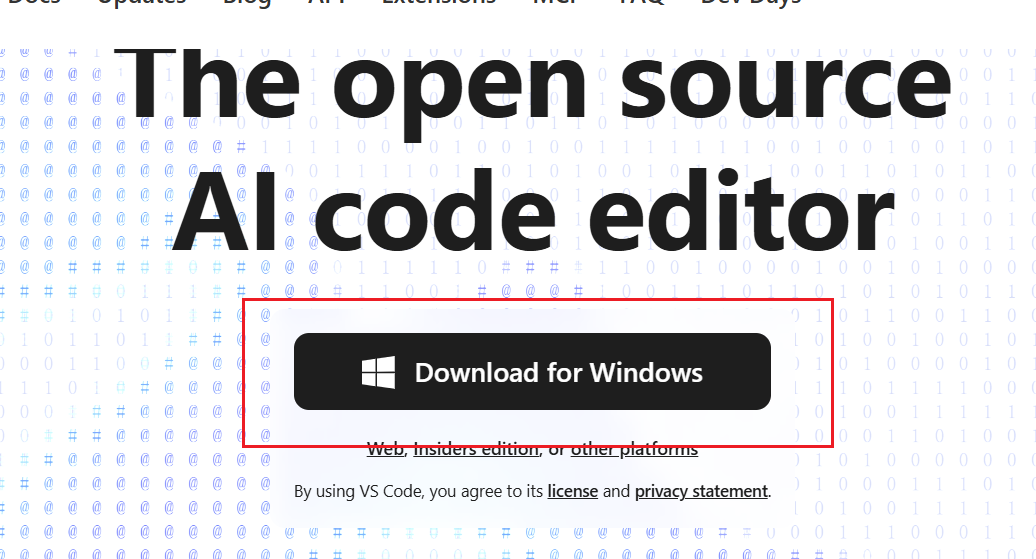 Docs Updates Blog API Extensions MCP FAQ Dev Days
The open source
AI code editor
Download for Windows
Web, Insiders edition, or other platforms
By using VS Code, you agree to its license and privacy statement.